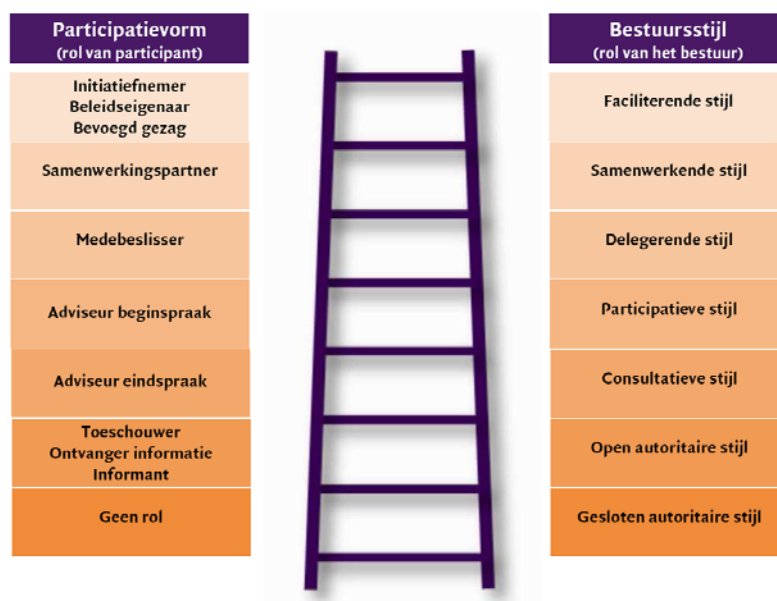 Participatievorm
(rol van participant)
Initiatiefnemer
Beleidseigenaar
Bevoegd gezag
Samenwerkingspartner
Medebeslisser
Adviseur beginspraak
Adviseur eindspraak
Toeschouwer
Ontvanger informatie
Informant
Geen rol
Bestuursstijl
(rol van het bestuur)
Faciliterende stijl
Samenwerkende stijl
Delegerende stijl
Participatieve stijl
Consultatieve stijl
Open autoritaire stijl
Gesloten autoritaire stijl